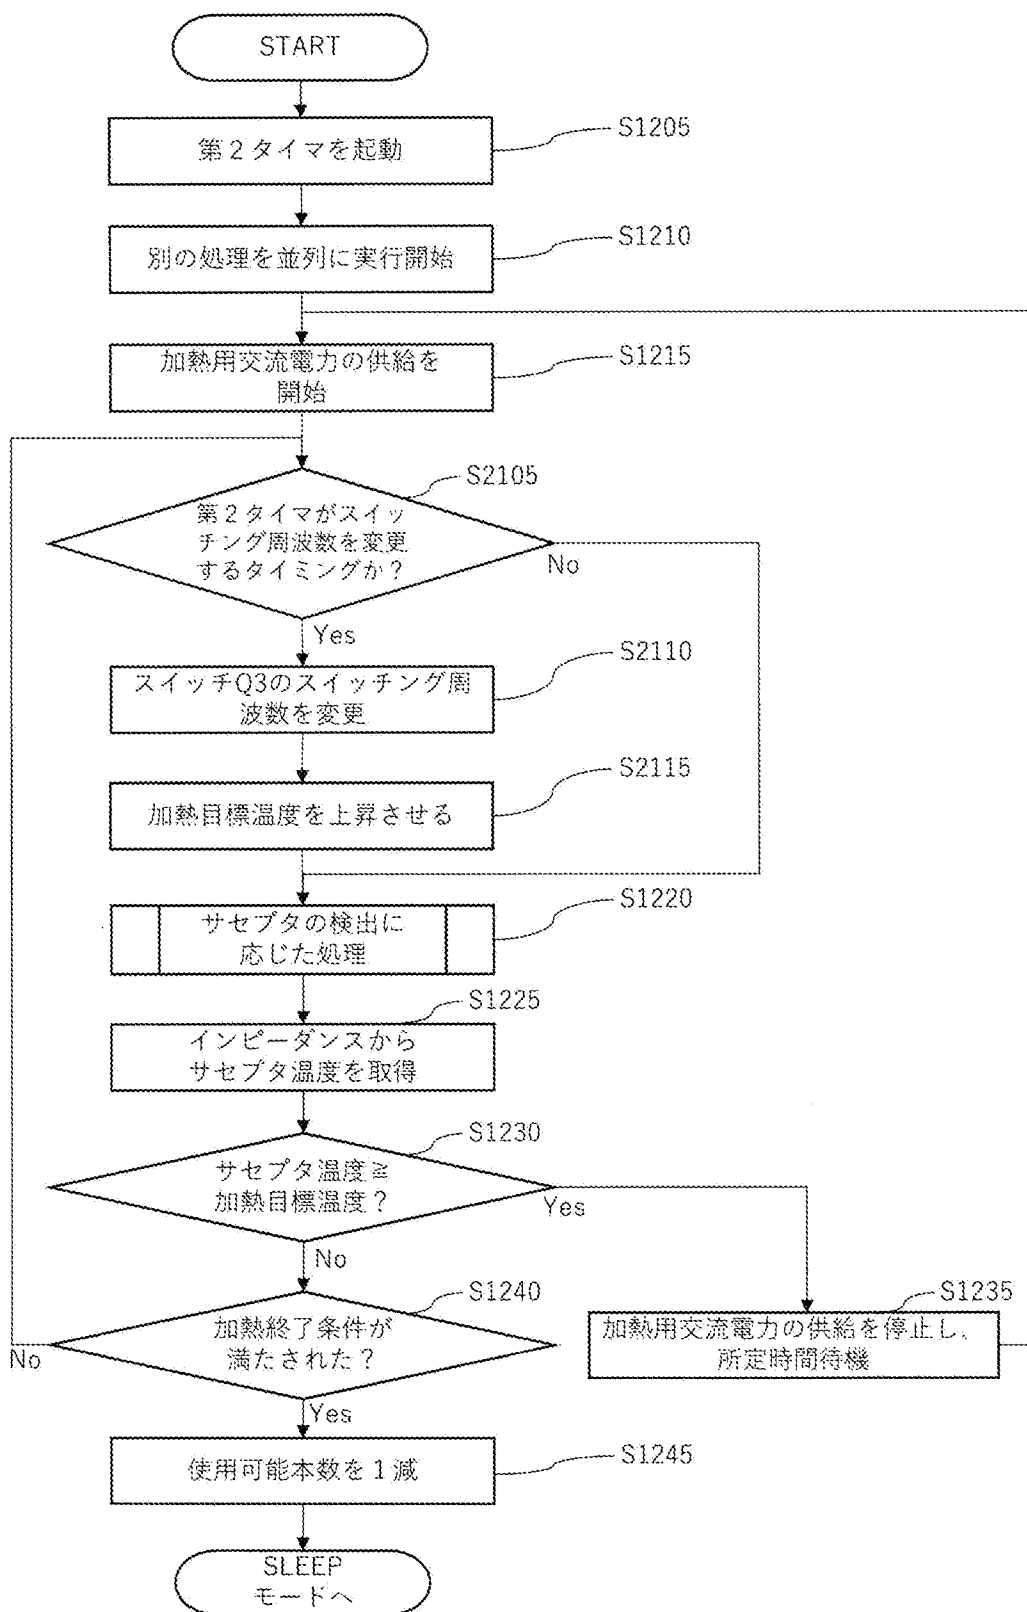 START
第2タイマを起動
S1205
別の処理を並列に実行開始
S1210
加熱用交流電力の供給を
開始
S1215
S2105
第2タイマがスイッ
チング周波数を変更
するタイミングか？
No
Yes
スイッチQ3のスイッチング周
波数を変更
S2110
加熱目標温度を上昇させる
S2115
サセプタの検出に
応じた処理
S1220
S1225
インピーダンスから
サセプタ温度を取得
S1230
サセプタ温度≧
加熱目標温度？
Yes
No
S1240
加熱終了条件が
満たされた？
No
Yes
S1235
加熱用交流電力の供給を停止し、
所定時間待機
使用可能本数を1減
S1245
SLEEP
モードへ